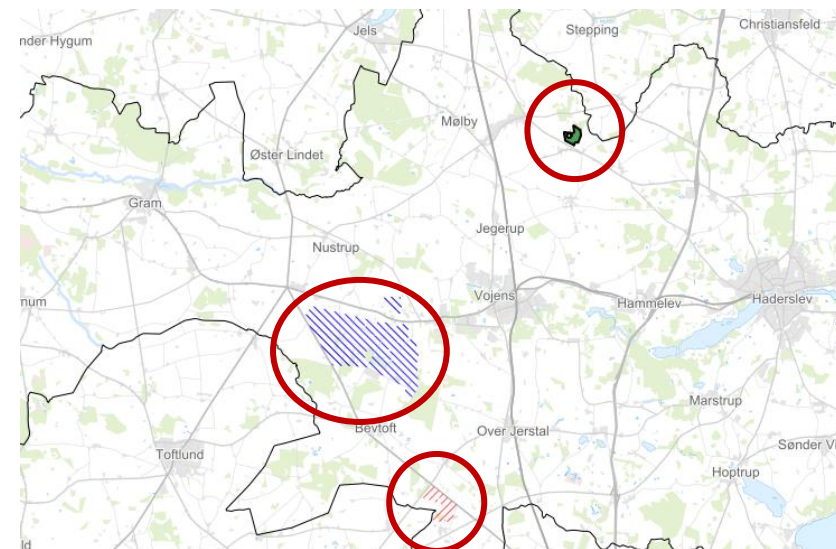 Jels
Stepping
Christiansfeld
nder Hygum
Mølby
Øster Lindet
Gram
Jegerup
Nustrup
Vojens
num
Hammelev
Haderslev
Marstrup
Bevtoft
Over Jerstal
Toftlund
Sønder Vi
Hoptrup
ld